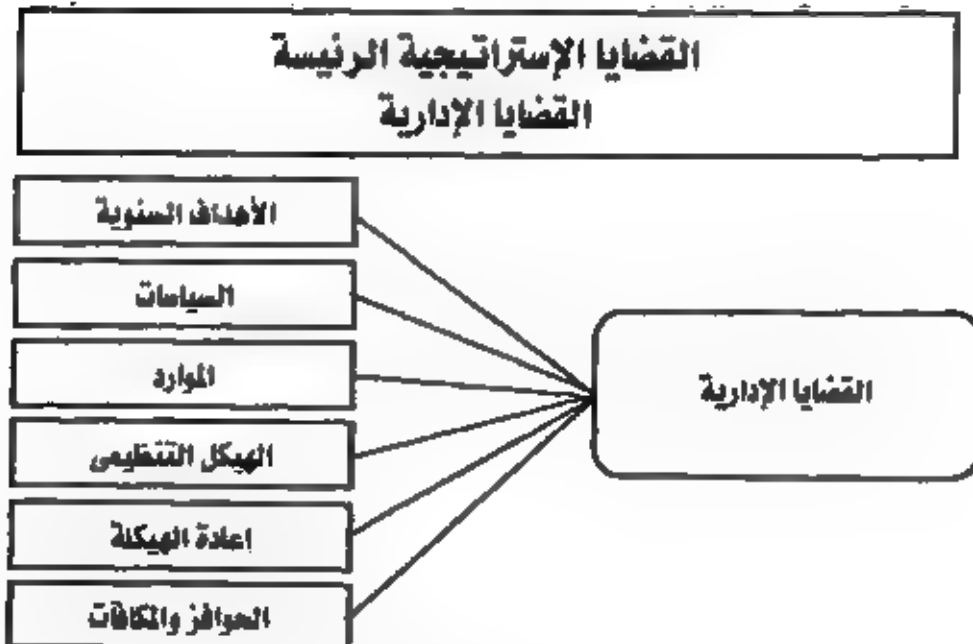 القضايا الإستراتيجية الرئيسة
القضايا الإدارية
القضايا الإدارية
الأهداف السنوية
السياسات
الموارد
الهيكل التنظيمى
إعادة الهيكلة
الحوافز والمكافآت